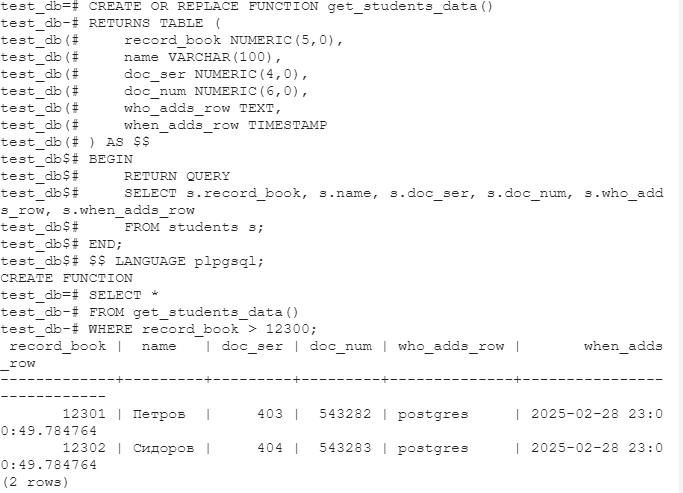 test_db=# CREATE OR REPLACE FUNCTION get_students_data()
test_db-# RETURNS TABLE (
test_db(#     record_book NUMERIC(5,0),
test_db(#     name VARCHAR(100),
test_db(#     doc_ser NUMERIC(4,0),
test_db(#     doc_num NUMERIC(6,0),
test_db(#     who_adds_row TEXT,
test_db(#     when_adds_row TIMESTAMP
test_db(# ) AS $$
test_db$# BEGIN
test_db$#     RETURN QUERY
test_db$#     SELECT s.record_book, s.name, s.doc_ser, s.doc_num, s.who_add
s_row, s.when_adds_row
test_db$#     FROM students s;
test_db$# END;
test_db$# $$ LANGUAGE plpgsql;
CREATE FUNCTION
test_db=# SELECT *
test_db-# FROM get_students_data()
test_db-# WHERE record_book > 12300;
 record_book |  name   | doc_ser | doc_num | who_adds_row |       when_adds
_row
-------------+---------+---------+---------+--------------+----------------
------------
       12301 | Петров  |     403 |  543282 | postgres     | 2025-02-28 23:0
0:49.784764
       12302 | Сидоров |     404 |  543283 | postgres     | 2025-02-28 23:0
0:49.784764
(2 rows)